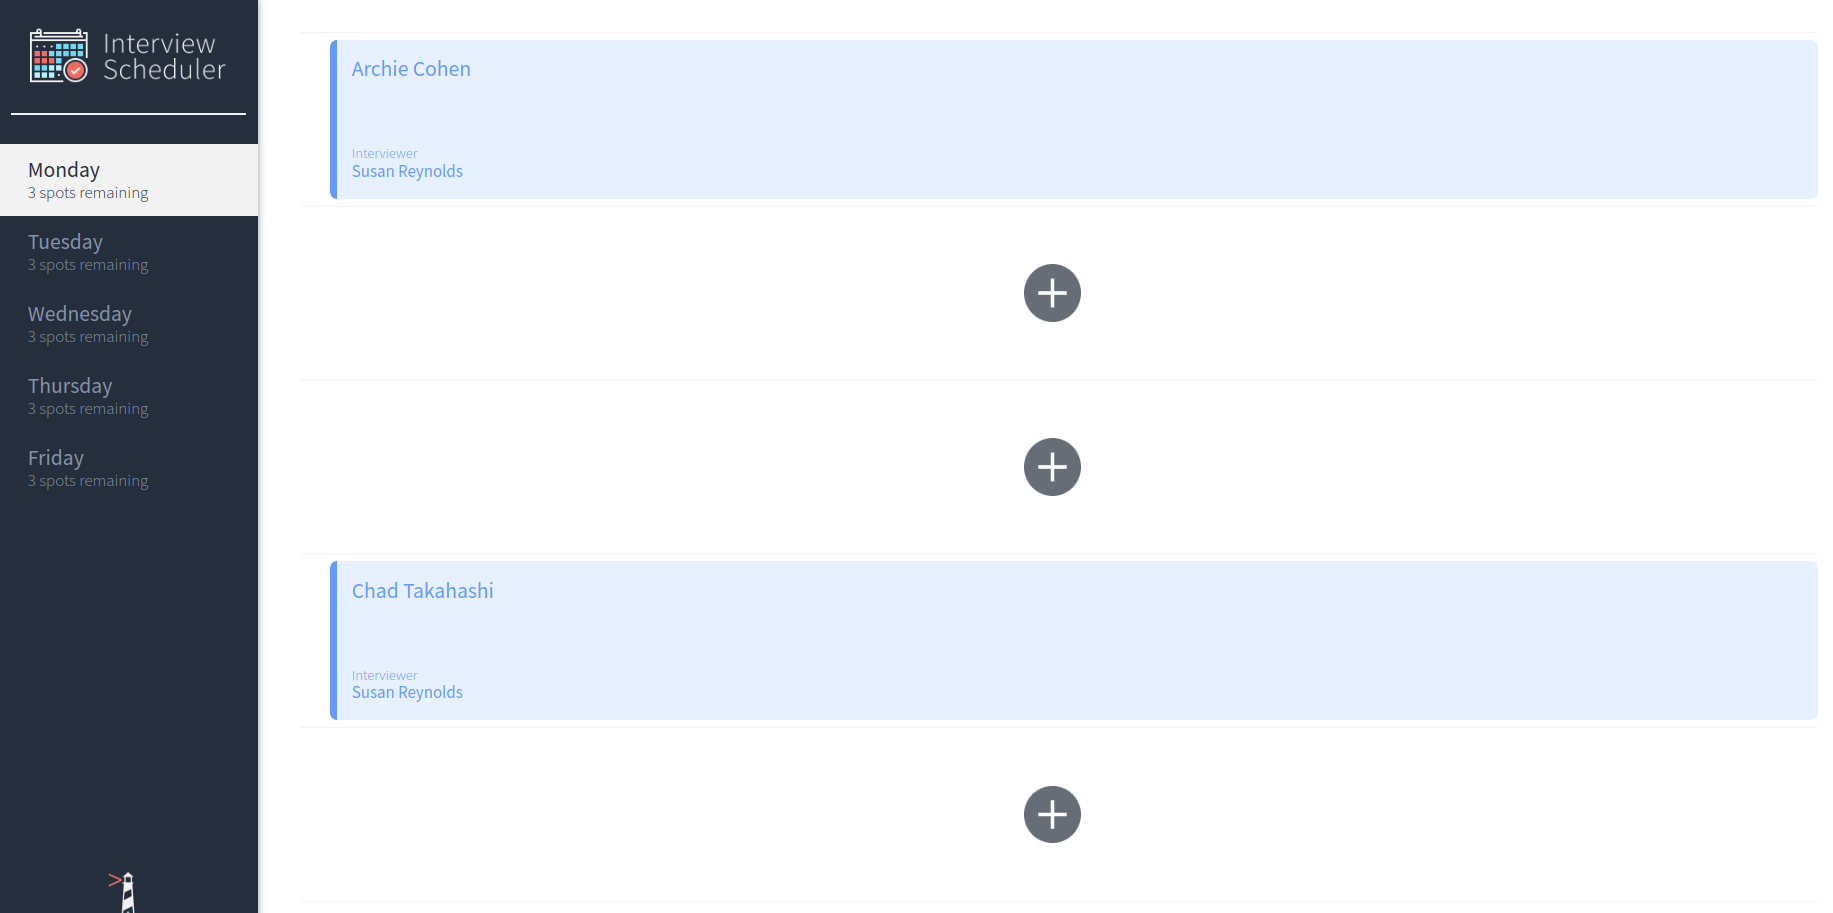 Interview
Scheduler
Monday
3 spots remaining
Tuesday
3 spots remaining
Wednesday
3 spots remaining
Thursday
3 spots remaining
Friday
3 spots remaining
Archie Cohen
Interviewer
Susan Reynolds
Chad Takahashi
Interviewer
Susan Reynolds